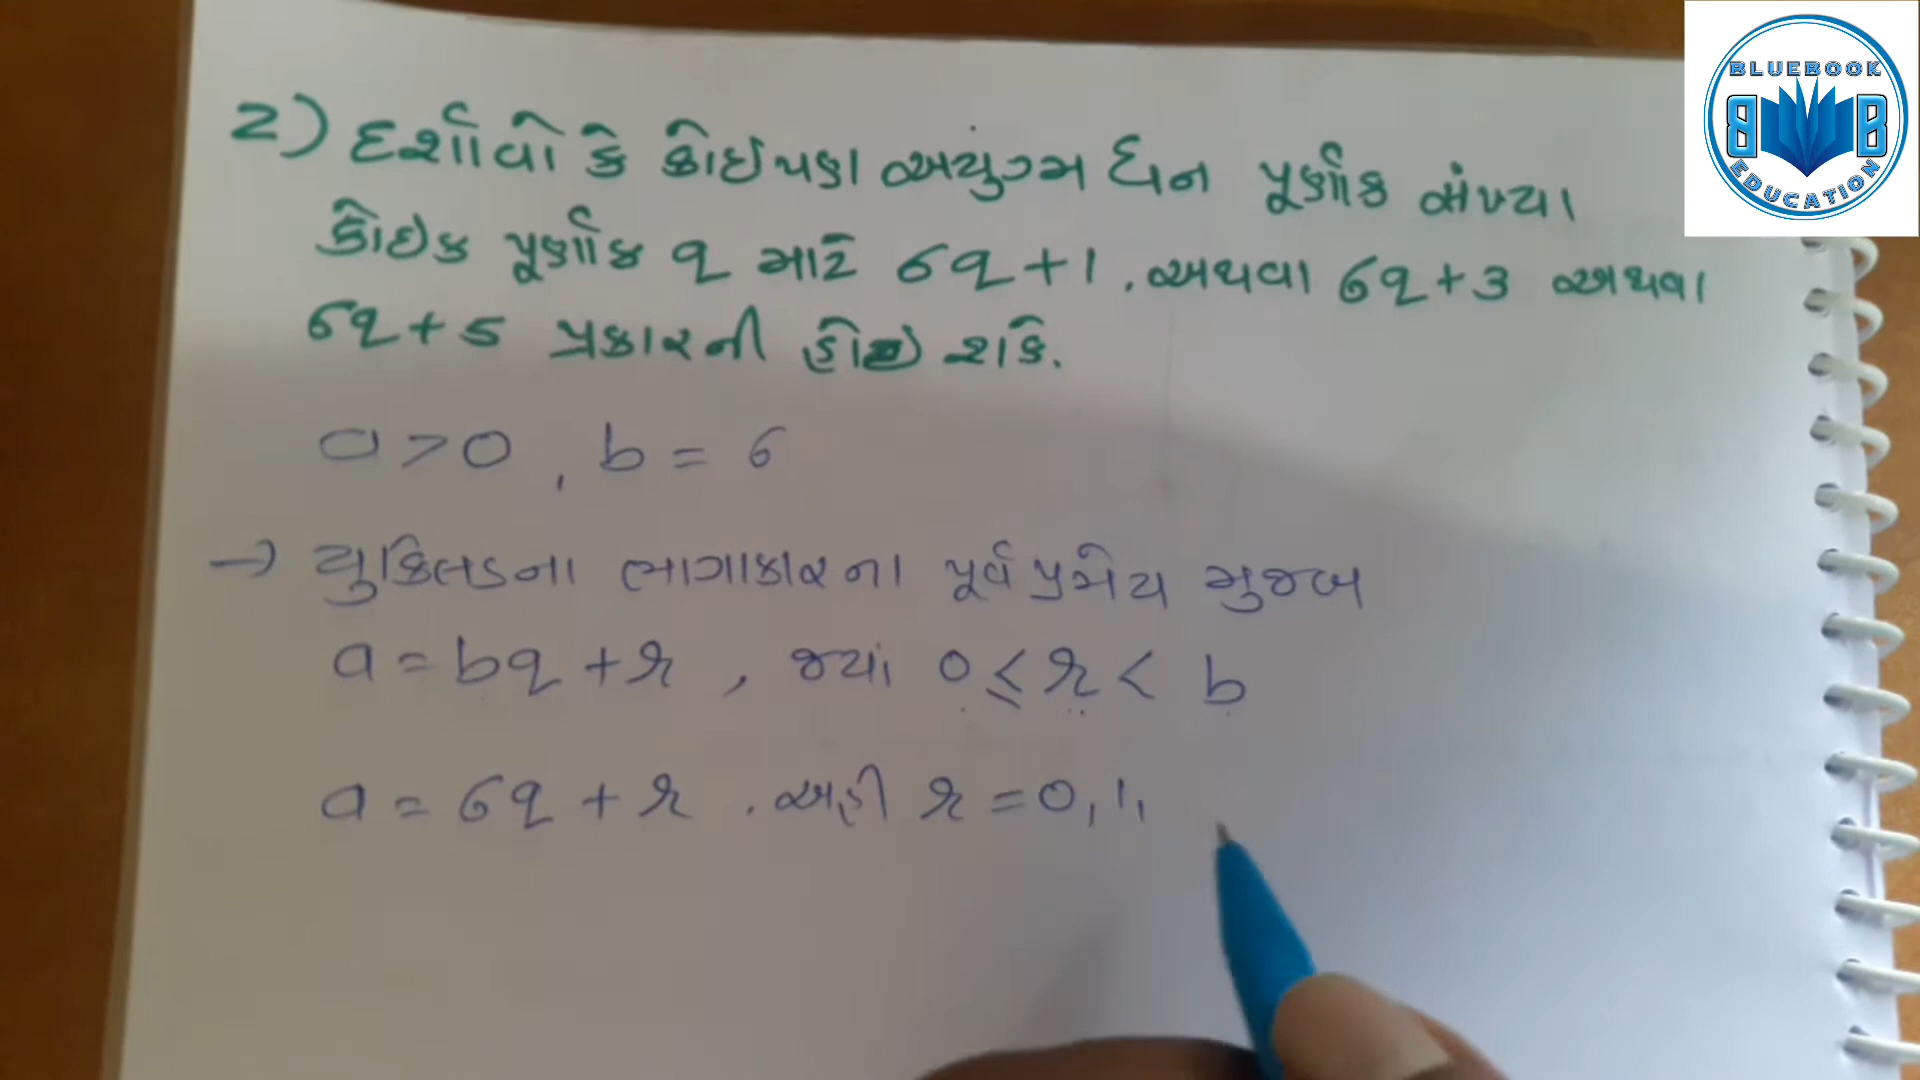 BLUEBOOK
EDUCATION
2) દર્શાવો કે કોઈપણ અયુગ્મ ધન પૂર્ણાંક સંખ્યા
કોઈક પૂર્ણાંક q માટે 6q+1, અથવા 6q+3 અથવા
6q+5 પ્રકારની હોઈ શકે.
a>0, b = 6
→ યુક્લિડના ભાગાકારના પૂર્વ પ્રમેય મુજબ
a = bq + r, જ્યાં 0 ≤ r < b
a = 6q + r . અહી r = 0, 1,